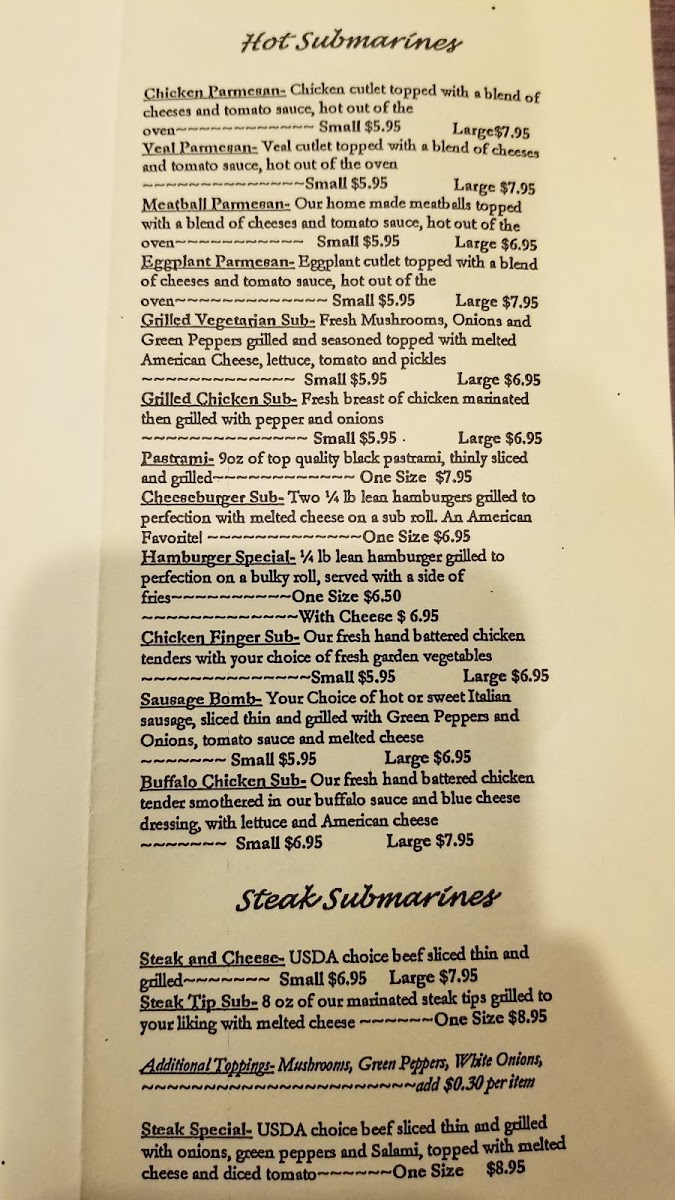 Hot Submarines
Chicken Parmesan- Chicken cutlet topped with a blend of
cheeses and tomato sauce, hot out of the
oven~~~~~~~~~~~~~ Small $5.95 Large$7.95
Veal Parmesan- Veal cutlet topped with a blend of cheeses
and tomato sauce, hot out of the oven
~~~~~~~~~~~~~~~Small $5.95 Large $7.95
Meatball Parmesan- Our home made meatballs topped
with a blend of cheeses and tomato sauce, hot out of the
oven~~~~~~~~~~~~ Small $5.95 Large $6.95
Eggplant Parmesan- Eggplant cutlet topped with a blend
of cheeses and tomato sauce, hot out of the
oven~~~~~~~~~~~~~~ Small $5.95 Large $7.95
Grilled Vegetarian Sub- Fresh Mushrooms, Onions and
Green Peppers grilled and seasoned topped with melted
American Cheese, lettuce, tomato and pickles
~~~~~~~~~~~~~ Small $5.95 Large $6.95
Grilled Chicken Sub- Fresh breast of chicken marinated
then grilled with pepper and onions
~~~~~~~~~~~~~~ Small $5.95 Large $6.95
Pastrami- 9oz of top quality black pastrami, thinly sliced
and grilled~~~~~~~~~~~~ One Size $7.95
Cheeseburger Sub- Two ¼ lb lean hamburgers grilled to
perfection with melted cheese on a sub roll. An American
Favorite! ~~~~~~~~~~~~~One Size $6.95
Hamburger Special- ¼ lb lean hamburger grilled to
perfection on a bulky roll, served with a side of
fries~~~~~~~~~~One Size $6.50
~~~~~~~~~~~~~With Cheese $ 6.95
Chicken Finger Sub- Our fresh hand battered chicken
tenders with your choice of fresh garden vegetables
~~~~~~~~~~~~~~Small $5.95 Large $6.95
Sausage Bomb- Your Choice of hot or sweet Italian
sausage, sliced thin and grilled with Green Peppers and
Onions, tomato sauce and melted cheese
~~~~~~~ Small $5.95 Large $6.95
Buffalo Chicken Sub- Our fresh hand battered chicken
tender smothered in our buffalo sauce and blue cheese
dressing, with lettuce and American cheese
~~~~~~~ Small $6.95 Large $7.95
Steak Submarines
Steak and Cheese- USDA choice beef sliced thin and
grilled~~~~~~~ Small $6.95 Large $7.95
Steak Tip Sub- 8 oz of our marinated steak tips grilled to
your liking with melted cheese ~~~~~~One Size $8.95
Additional Toppings- Mushrooms, Green Peppers, White Onions,
~~~~~~~~~~~~~~~~~~~~~~add $0.30 per item
Steak Special- USDA choice beef sliced thin and grilled
with onions, green peppers and Salami, topped with melted
cheese and diced tomato~~~~~~One Size $8.95